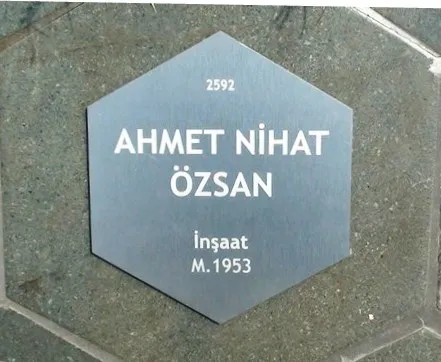 2592
AHMET NİHAT
ÖZSAN
İnşaat
M.1953